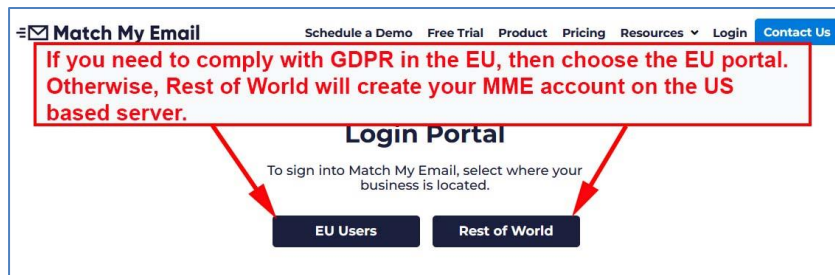 Match My Email
Schedule a Demo Free Trial Product Pricing Resources Login Contact Us
If you need to comply with GDPR in the EU, then choose the EU portal.
Otherwise, Rest of World will create your MME account on the US
based server.
Login Portal
To sign into Match My Email, select where your
business is located.
EU Users
Rest of World